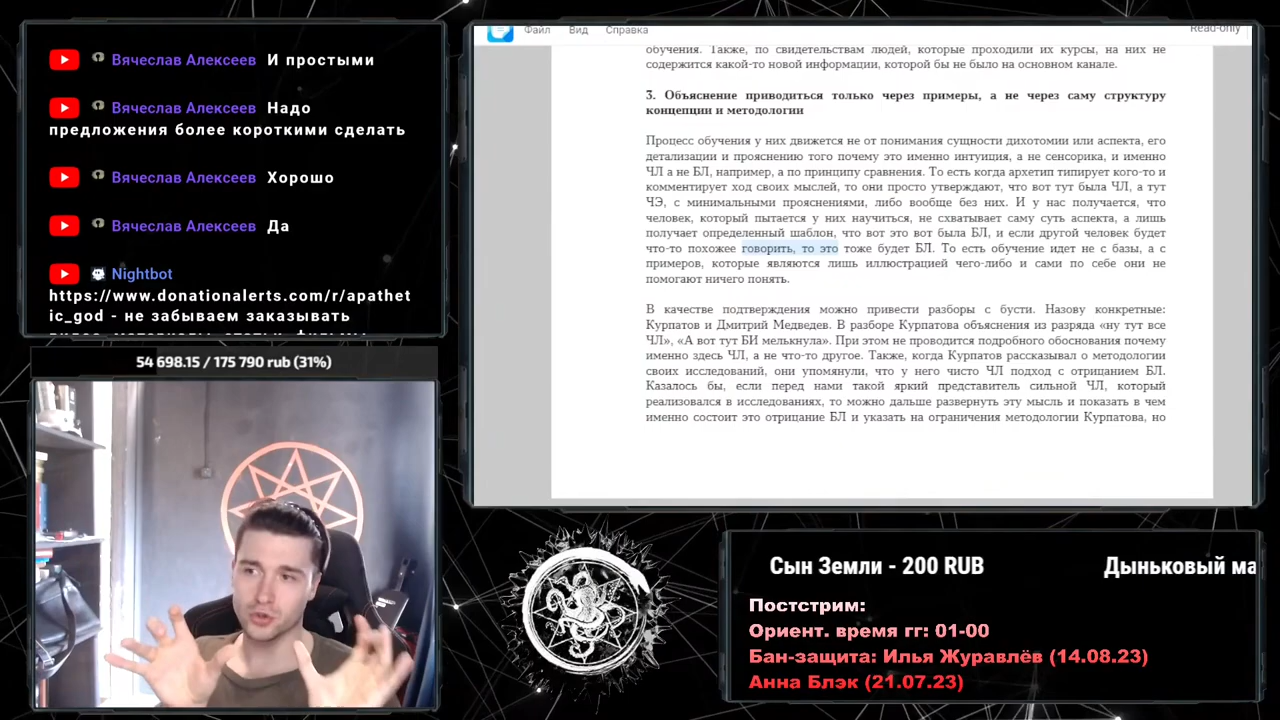 Вячеслав Алексеев И простыми
Вячеслав Алексеев Надо
предложения более короткими сделать
Вячеслав Алексеев Хорошо
Вячеслав Алексеев Да
Nightbot
https://www.donationalerts.com/r/apathet
ic_god - не забываем заказывать
54 698.15 / 175 790 rub (31%)
Файл Вид Справка
Read-only
обучения. Также, по свидетельствам людей, которые проходили их курсы, на них не
содержится какой-то новой информации, которой бы не было на основном канале.
3. Объяснение приводиться только через примеры, а не через саму структуру
концепции и методологии
Процесс обучения у них движется не от понимания сущности дихотомии или аспекта, его
детализации и прояснению того почему это именно интуиция, а не сенсорика, и именно
ЧЛ а не БЛ, например, а по принципу сравнения. То есть когда архетип типирует кого-то и
комментирует ход своих мыслей, то они просто утверждают, что вот тут была ЧЛ, а тут
ЧЭ, с минимальными прояснениями, либо вообще без них. И у нас получается, что
человек, который пытается у них научиться, не схватывает саму суть аспекта, а лишь
получает определенный шаблон, что вот это вот была БЛ, и если другой человек будет
что-то похожее говорить, то это тоже будет БЛ. То есть обучение идет не с базы, а с
примеров, которые являются лишь иллюстрацией чего-либо и сами по себе они не
помогают ничего понять.
В качестве подтверждения можно привести разборы с бусти. Назову конкретные:
Курпатов и Дмитрий Медведев. В разборе Курпатова объяснения из разряда «ну тут все
ЧЛ», «А вот тут БИ мелькнула». При этом не проводится подробного обоснования почему
именно здесь ЧЛ, а не что-то другое. Также, когда Курпатов рассказывал о методологии
своих исследований, они упомянули, что у него чисто ЧЛ подход с отрицанием БЛ.
Казалось бы, если перед нами такой яркий представитель сильной ЧЛ, который
реализовался в исследованиях, то можно дальше развернуть эту мысль и показать в чем
именно состоит это отрицание БЛ и указать на ограничения методологии Курпатова, но
Сын Земли - 200 RUB
Дыньковый ма
Постстрим:
Ориент. время гг: 01-00
Бан-защита: Илья Журавлёв (14.08.23)
Анна Блэк (21.07.23)